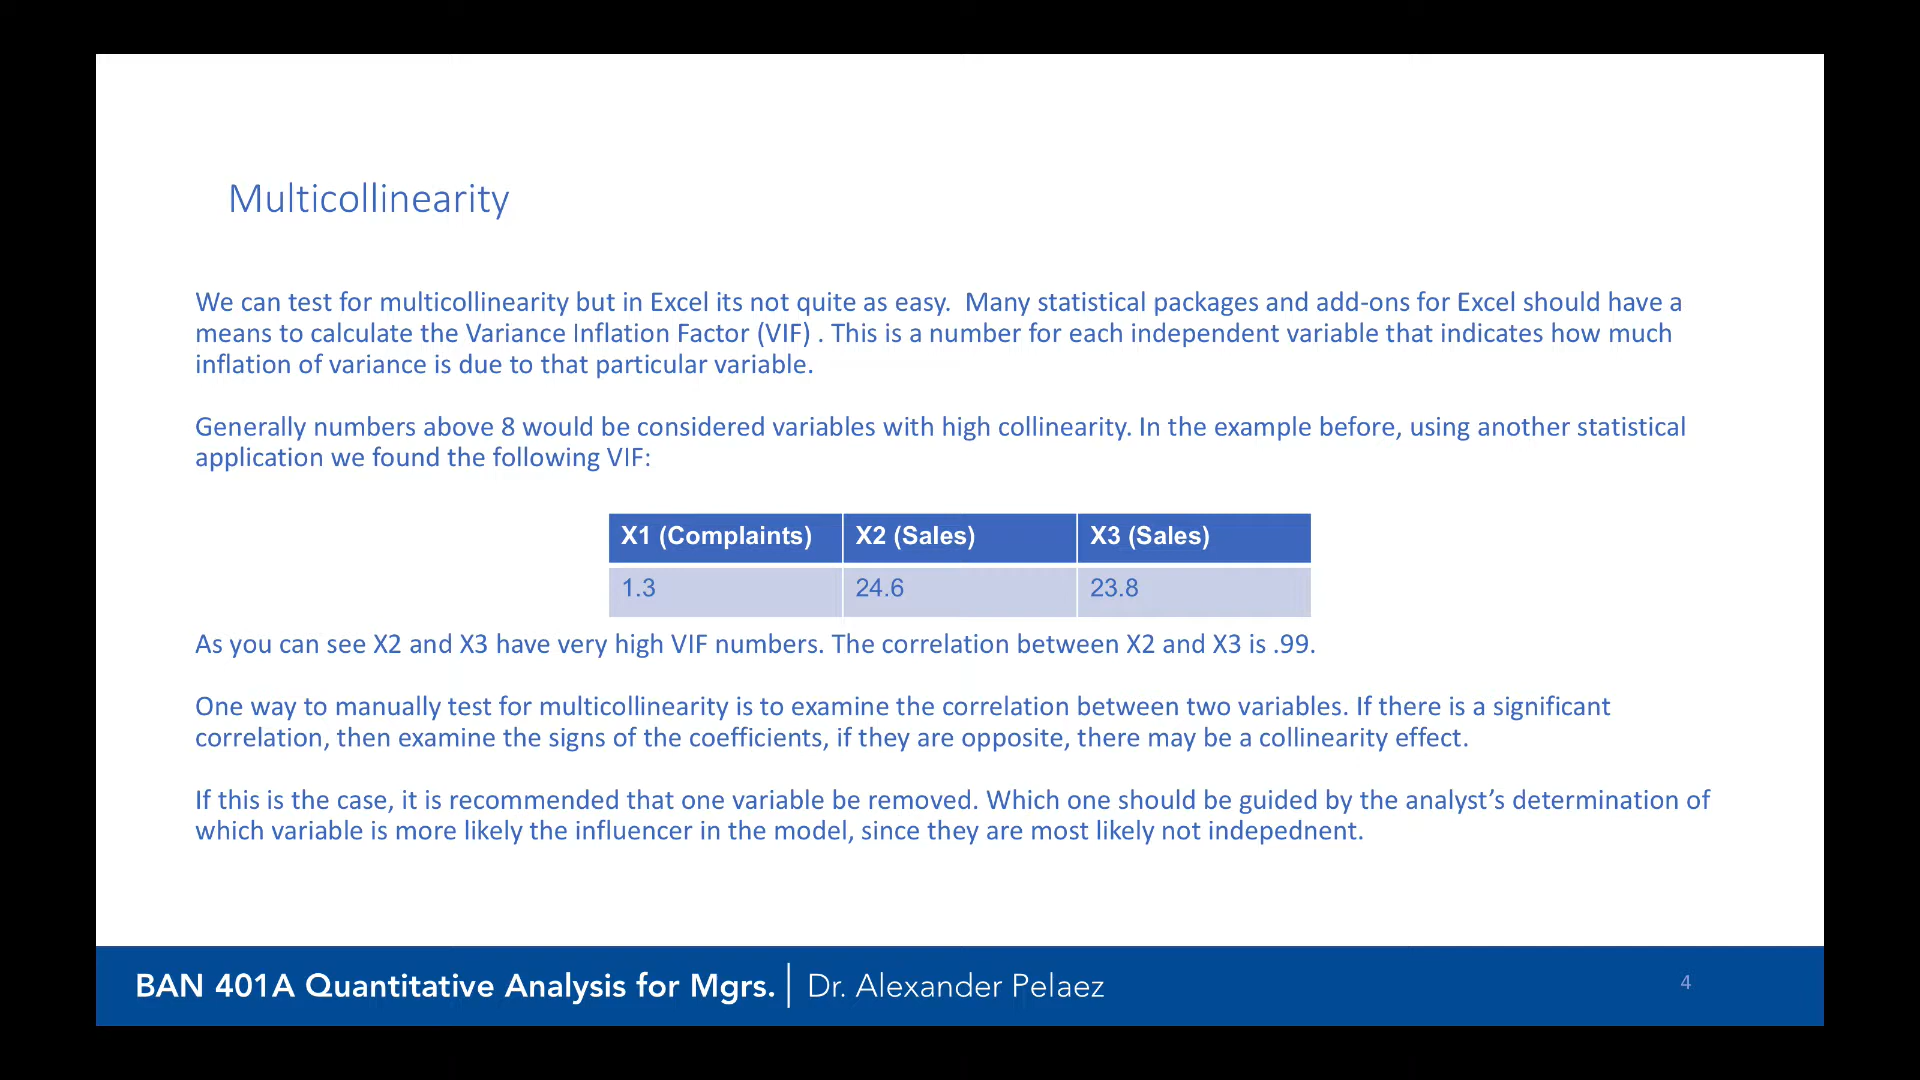 Multicollinearity
We can test for multicollinearity but in Excel its not quite as easy.  Many statistical packages and add-ons for Excel should have a
means to calculate the Variance Inflation Factor (VIF) . This is a number for each independent variable that indicates how much
inflation of variance is due to that particular variable.
Generally numbers above 8 would be considered variables with high collinearity. In the example before, using another statistical
application we found the following VIF:
X1 (Complaints) X2 (Sales) X3 (Sales)
1.3 24.6 23.8
As you can see X2 and X3 have very high VIF numbers. The correlation between X2 and X3 is .99.
One way to manually test for multicollinearity is to examine the correlation between two variables. If there is a significant
correlation, then examine the signs of the coefficients, if they are opposite, there may be a collinearity effect.
If this is the case, it is recommended that one variable be removed. Which one should be guided by the analyst’s determination of
which variable is more likely the influencer in the model, since they are most likely not indepednent.
BAN 401A Quantitative Analysis for Mgrs. | Dr. Alexander Pelaez 4